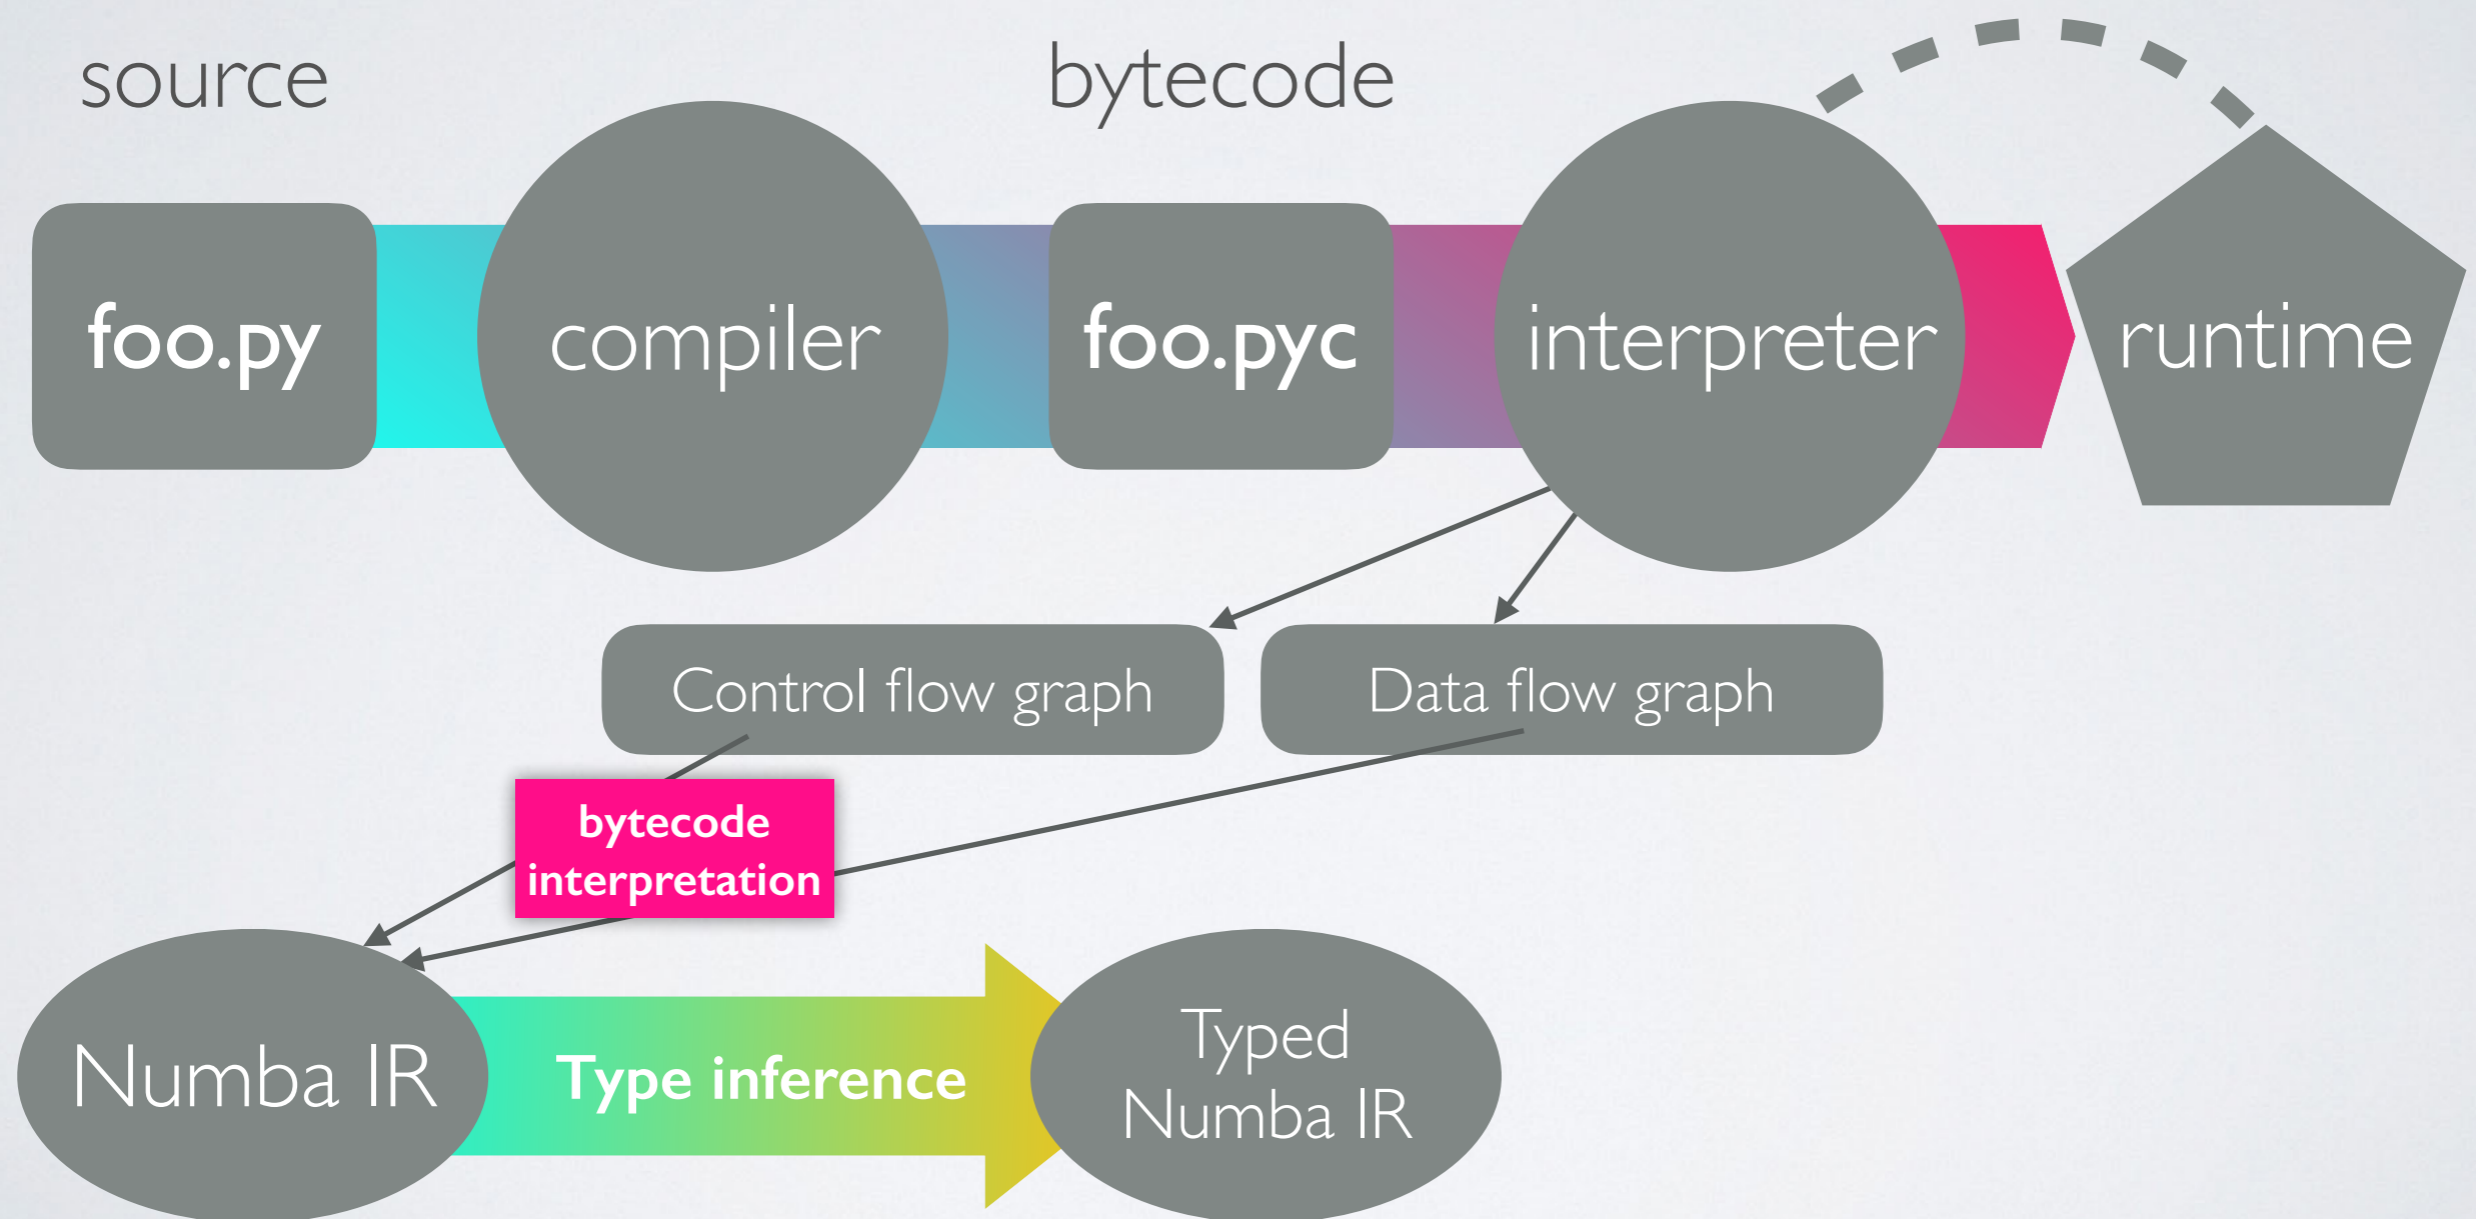 source
bytecode
foo.py
compiler
foo.pyc
interpreter
runtime
Control flow graph
Data flow graph
bytecode
interpretation
Numba IR
Type inference
Typed
Numba IR